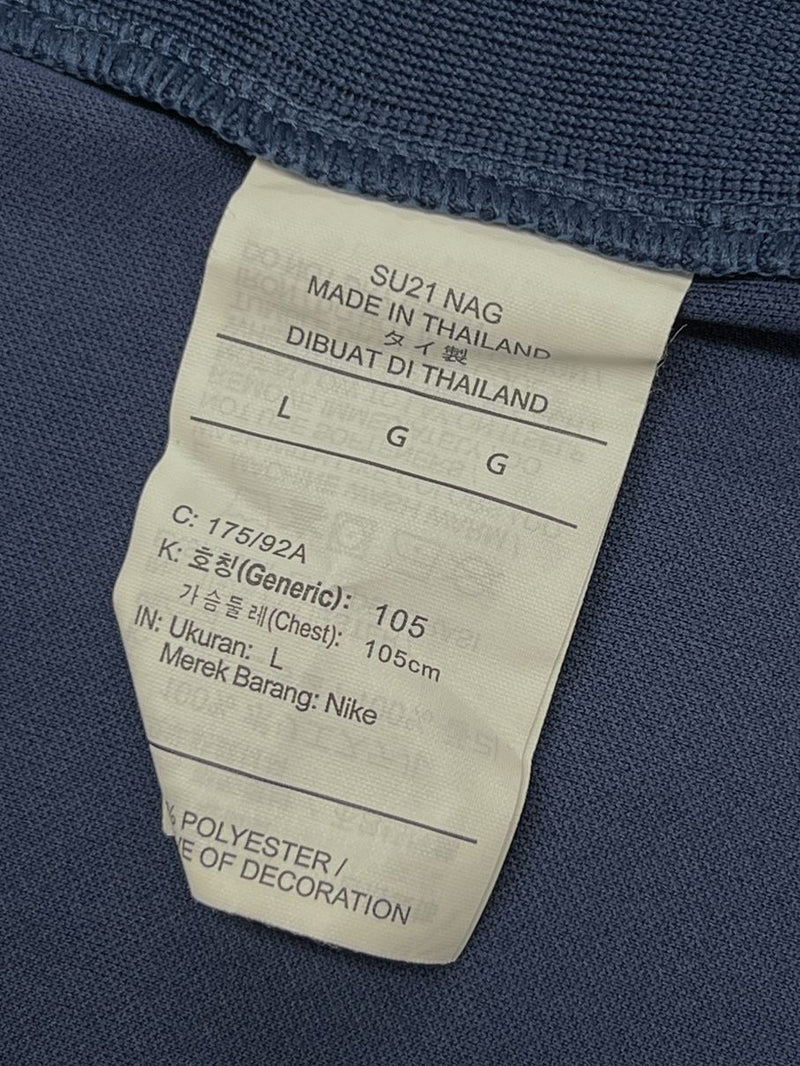 SU21 NAG
MADE IN THAILAND
タイ製
DIBUAT DI THAILAND
L G G
C: 175/92A
K: 호칭(Generic): 105
가슴둘레(Chest): 105cm
IN: Ukuran: L
Merek Barang: Nike
% POLYESTER /
VE OF DECORATION